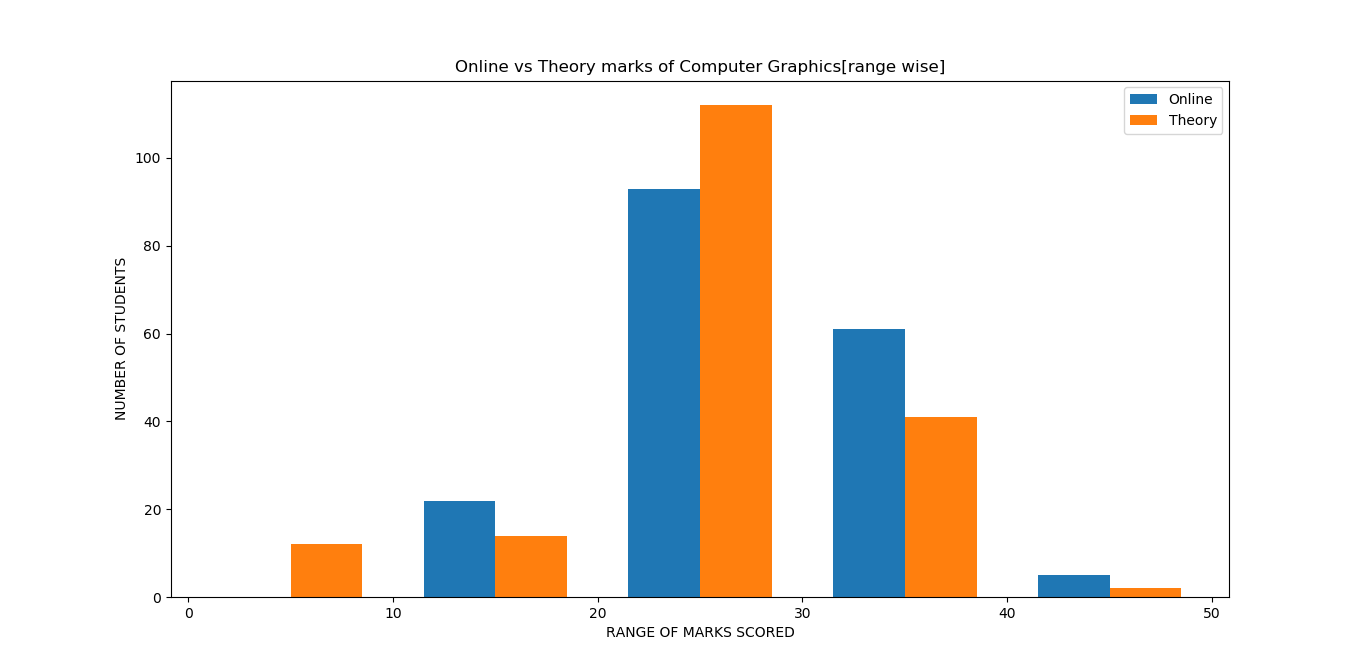 Online vs Theory marks of Computer Graphics[range wise]
Online
Theory
NUMBER OF STUDENTS
100
80
60
40
20
0
0 10 20 30 40 50
RANGE OF MARKS SCORED